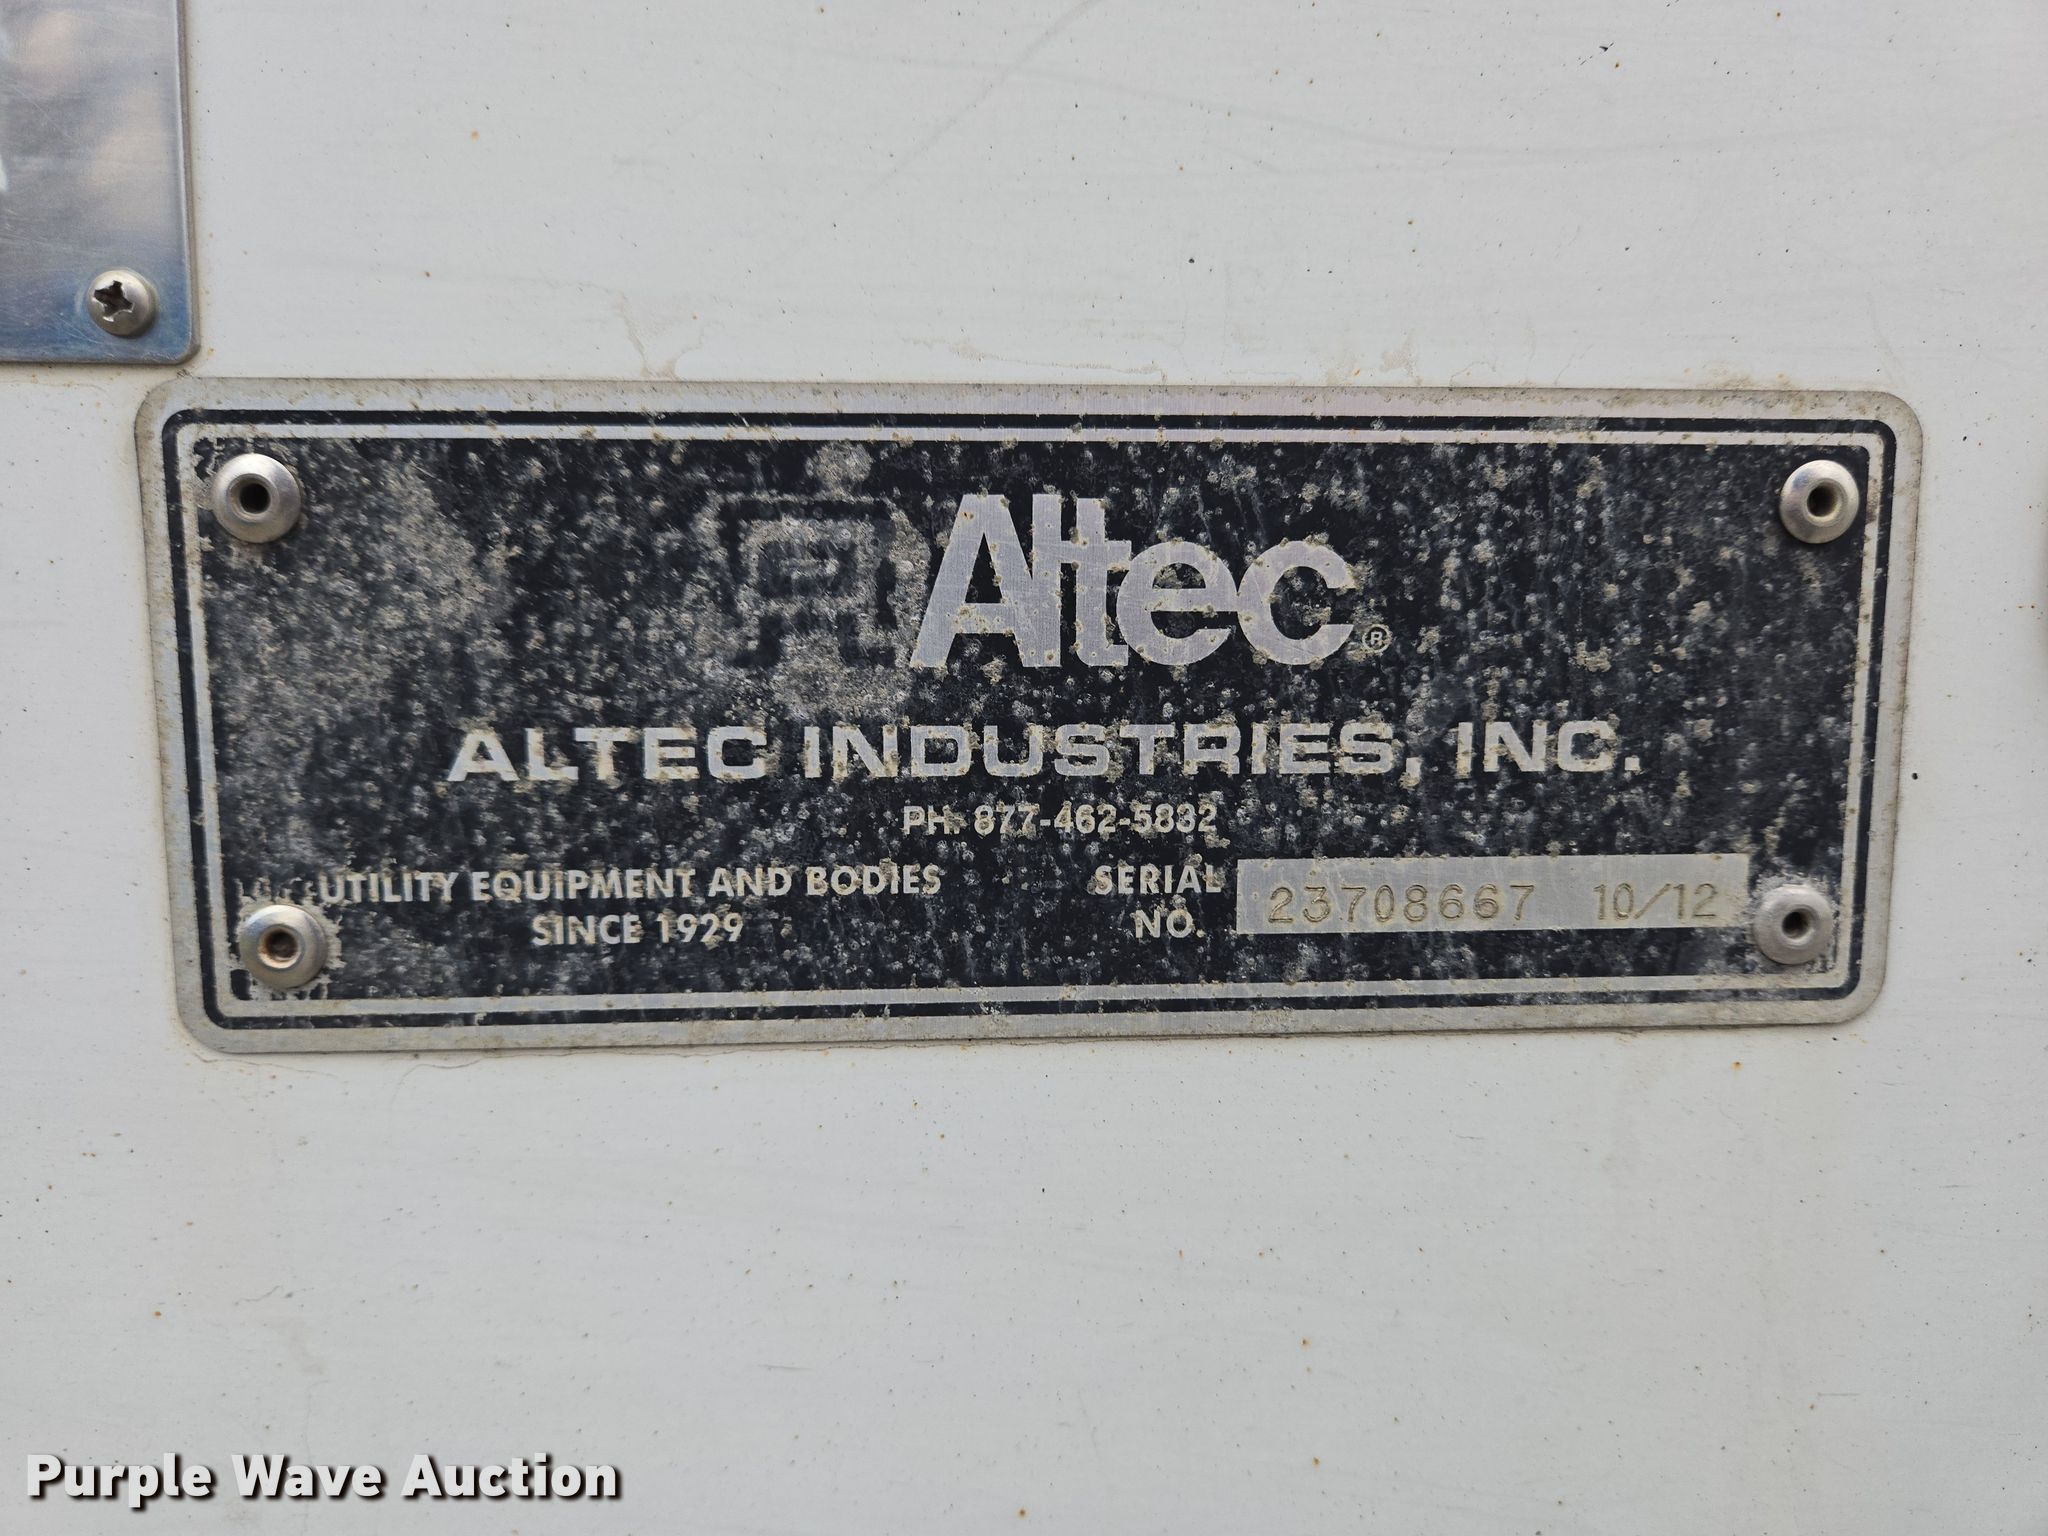 Altec®
ALTEC INDUSTRIES, INC.
PH. 877-462-5832
UTILITY EQUIPMENT AND BODIES
SINCE 1929
SERIAL
NO.
23708667 10/12
Purple Wave Auction